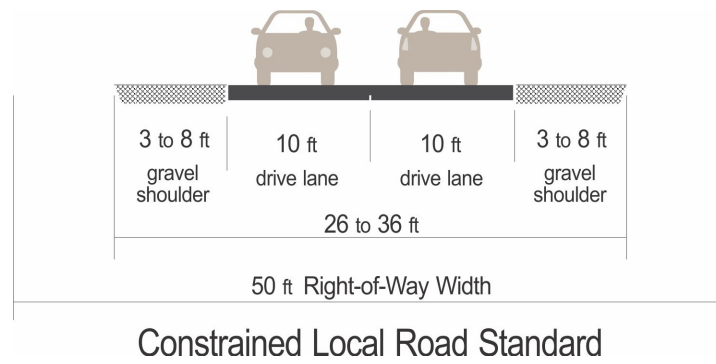 3 to 8 ft
10 ft
10 ft
3 to 8 ft
gravel
shoulder
drive lane
drive lane
gravel
shoulder
26 to 36 ft
50 ft Right-of-Way Width
Constrained Local Road Standard